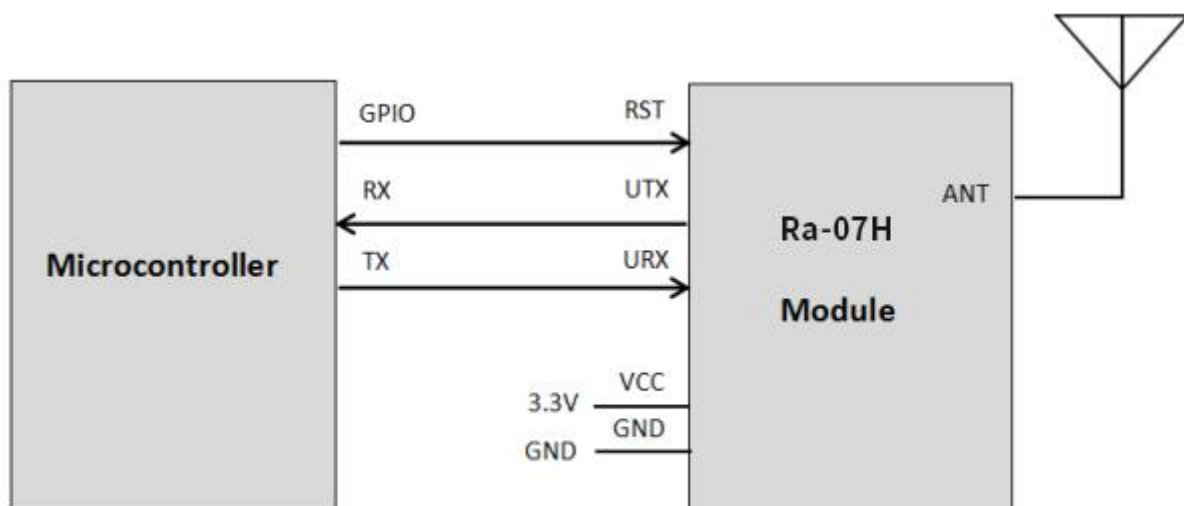 GPIO RST
RX UTX
ANT
Ra-07H
Microcontroller
TX URX
Module
VCC
3.3V
GND
GND